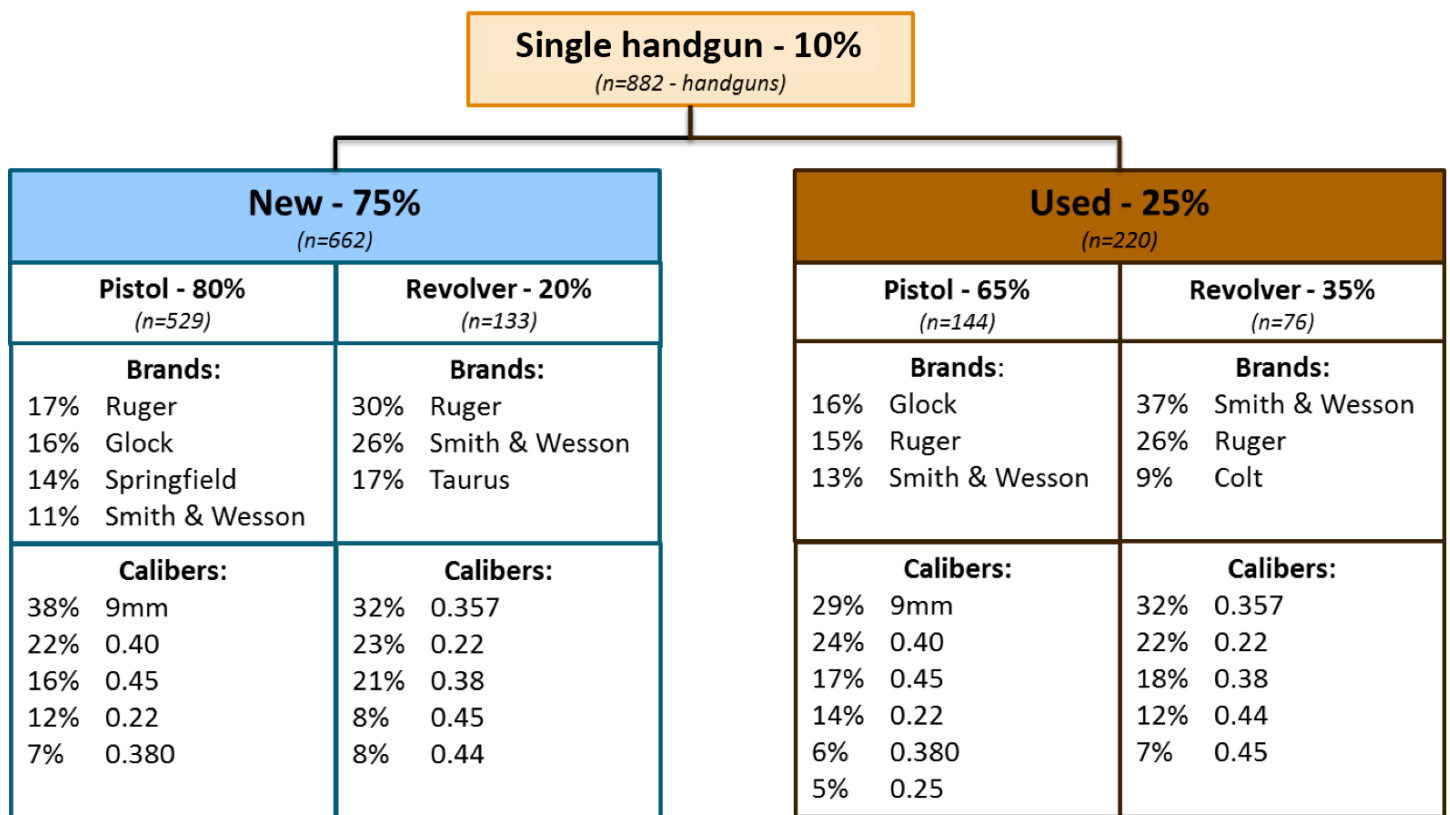 Single handgun - 10%
(n=882 - handguns)
New - 75%
(n=662)
Pistol - 80%
(n=529)
Revolver - 20%
(n=133)
Brands:
17% Ruger
16% Glock
14% Springfield
11% Smith & Wesson
Brands:
30% Ruger
26% Smith & Wesson
17% Taurus
Calibers:
38% 9mm
22% 0.40
16% 0.45
12% 0.22
7% 0.380
Calibers:
32% 0.357
23% 0.22
21% 0.38
8% 0.45
8% 0.44
Used - 25%
(n=220)
Pistol - 65%
(n=144)
Revolver - 35%
(n=76)
Brands:
16% Glock
15% Ruger
13% Smith & Wesson
Brands:
37% Smith & Wesson
26% Ruger
9% Colt
Calibers:
29% 9mm
24% 0.40
17% 0.45
14% 0.22
6% 0.380
5% 0.25
Calibers:
32% 0.357
22% 0.22
18% 0.38
12% 0.44
7% 0.45